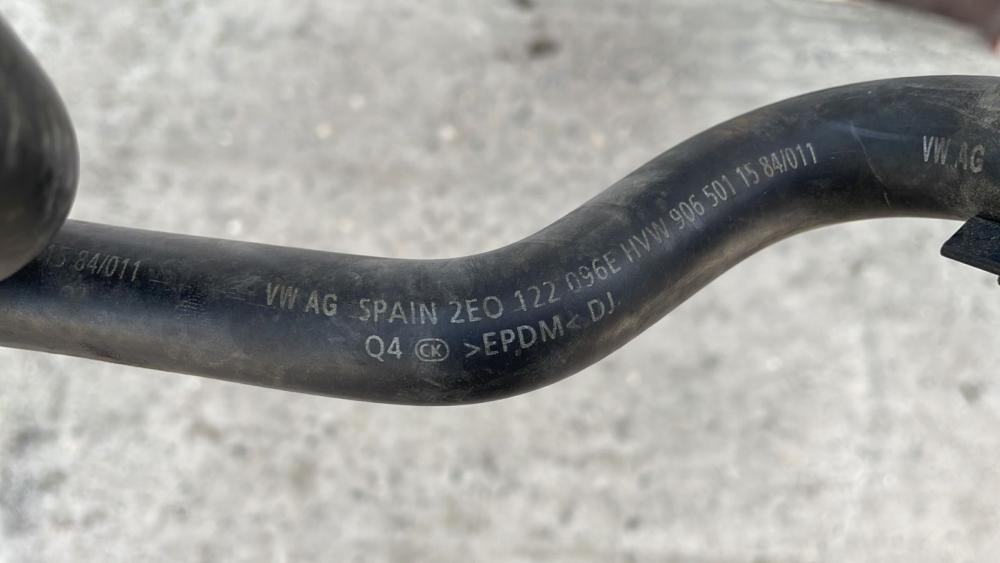 15 84/011
VW AG SPAIN 2EO 122 096E HVW 906 501 15 84/011
Q4 CK >EPDM< DJ
VW AG